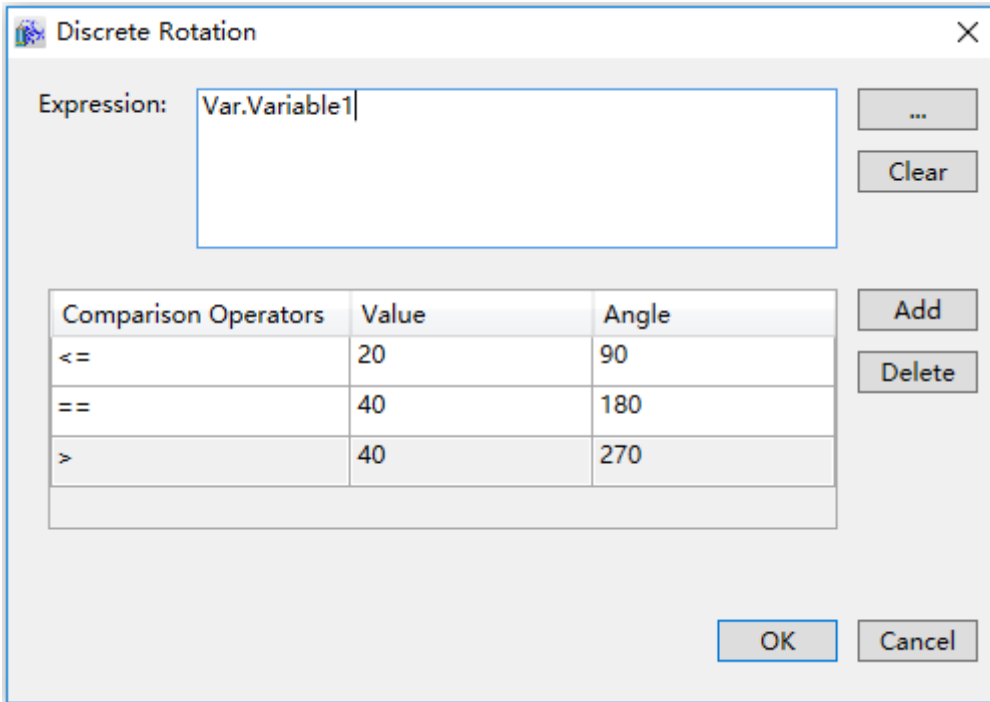 Discrete Rotation
Expression: Var.Variable1 ...
Clear
Comparison Operators Value Angle Add
<= 20 90 Delete
== 40 180
> 40 270
OK Cancel